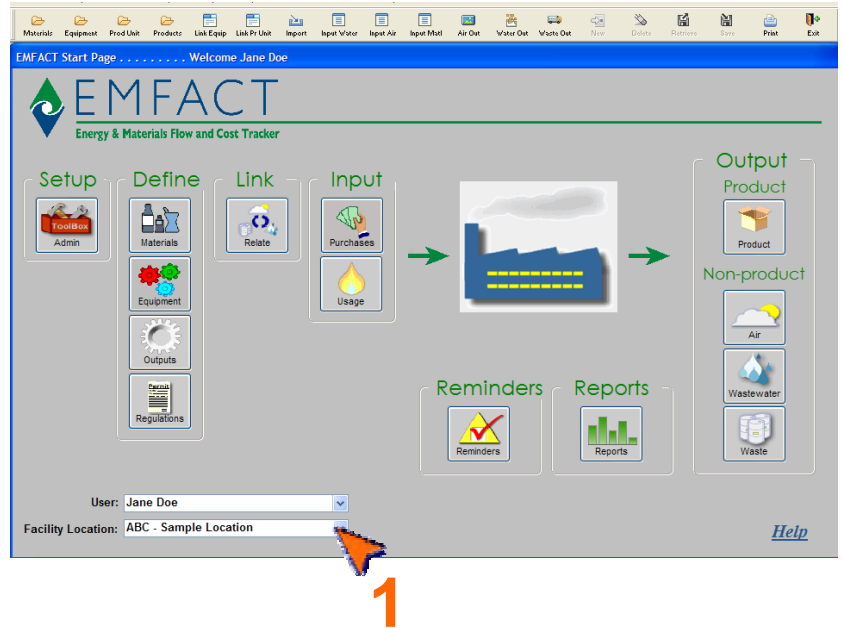 Materials Equipment Prod Unit Products Link Equip Link Pr Unit Import Input Water Input Air Input Matl Air Out Water Out Waste Out New Delete Retrieve Save Print Exit
EMFACT Start Page . . . . . . . . . Welcome Jane Doe
EMFACT
Energy & Materials Flow and Cost Tracker
Setup Define Link Input Output
Product
ToolBox
Admin Materials Relate Purchases Product
Non-product
Equipment Usage
Air
Outputs
Permit
Regulations
Wastewater
Reminders Reports
Reminders Reports Waste
User: Jane Doe
Facility Location: ABC - Sample Location
Help
1